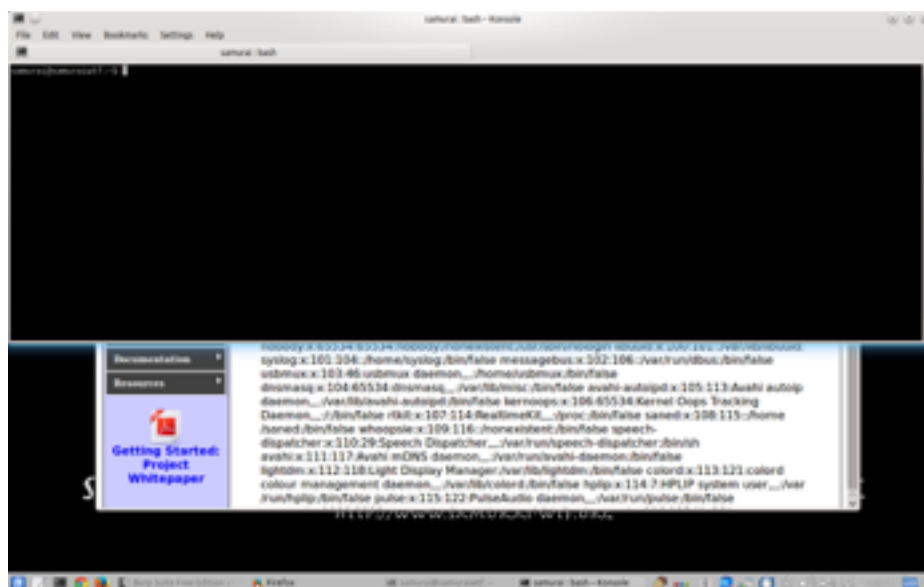 samurai : bash – Konsole
File Edit View Bookmarks Settings Help
samurai : bash
samurai@samuraiwtf:~$
Documentation
Resources
Getting Started:
Project
Whitepaper
syslog:x:101:104::/home/syslog:/bin/false messagebus:x:102:106::/var/run/dbus:/bin/false
usbmux:x:103:46:usbmux daemon,,,:/home/usbmux:/bin/false
dnsmasq:x:104:65534:dnsmasq,,,:/var/lib/misc:/bin/false avahi-autoipd:x:105:113:Avahi autoip
daemon,,,:/var/lib/avahi-autoipd:/bin/false kernoops:x:106:65534:Kernel Oops Tracking
Daemon,,,:/:/bin/false rtkit:x:107:114:RealtimeKit,,,:/proc:/bin/false saned:x:108:115::/home
/saned:/bin/false whoopsie:x:109:116::/nonexistent:/bin/false speech-
dispatcher:x:110:29:Speech Dispatcher,,,:/var/run/speech-dispatcher:/bin/sh
avahi:x:111:117:Avahi mDNS daemon,,,:/var/run/avahi-daemon:/bin/false
lightdm:x:112:118:Light Display Manager:/var/lib/lightdm:/bin/false colord:x:113:121:colord
colour management daemon,,,:/var/lib/colord:/bin/false hplip:x:114:7:HPLIP system user,,,:/var
/run/hplip:/bin/false pulse:x:115:122:PulseAudio daemon,,,:/var/run/pulse:/bin/false
Burp Suite Free Edition
Firefox
samurai@samuraiwtf: ~
samurai : bash – Konsole